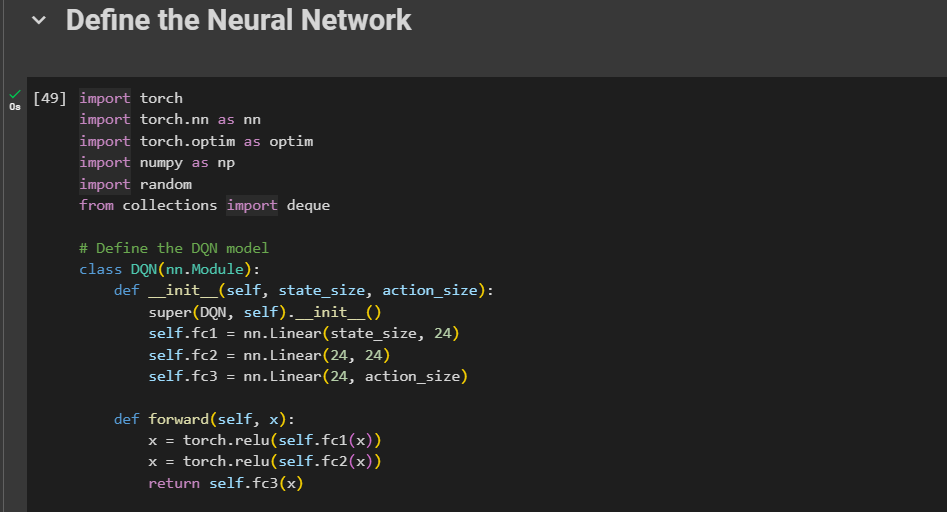 Define the Neural Network
0s
[49] import torch
import torch.nn as nn
import torch.optim as optim
import numpy as np
import random
from collections import deque
# Define the DQN model
class DQN(nn.Module):
    def __init__(self, state_size, action_size):
        super(DQN, self).__init__()
        self.fc1 = nn.Linear(state_size, 24)
        self.fc2 = nn.Linear(24, 24)
        self.fc3 = nn.Linear(24, action_size)
    def forward(self, x):
        x = torch.relu(self.fc1(x))
        x = torch.relu(self.fc2(x))
        return self.fc3(x)